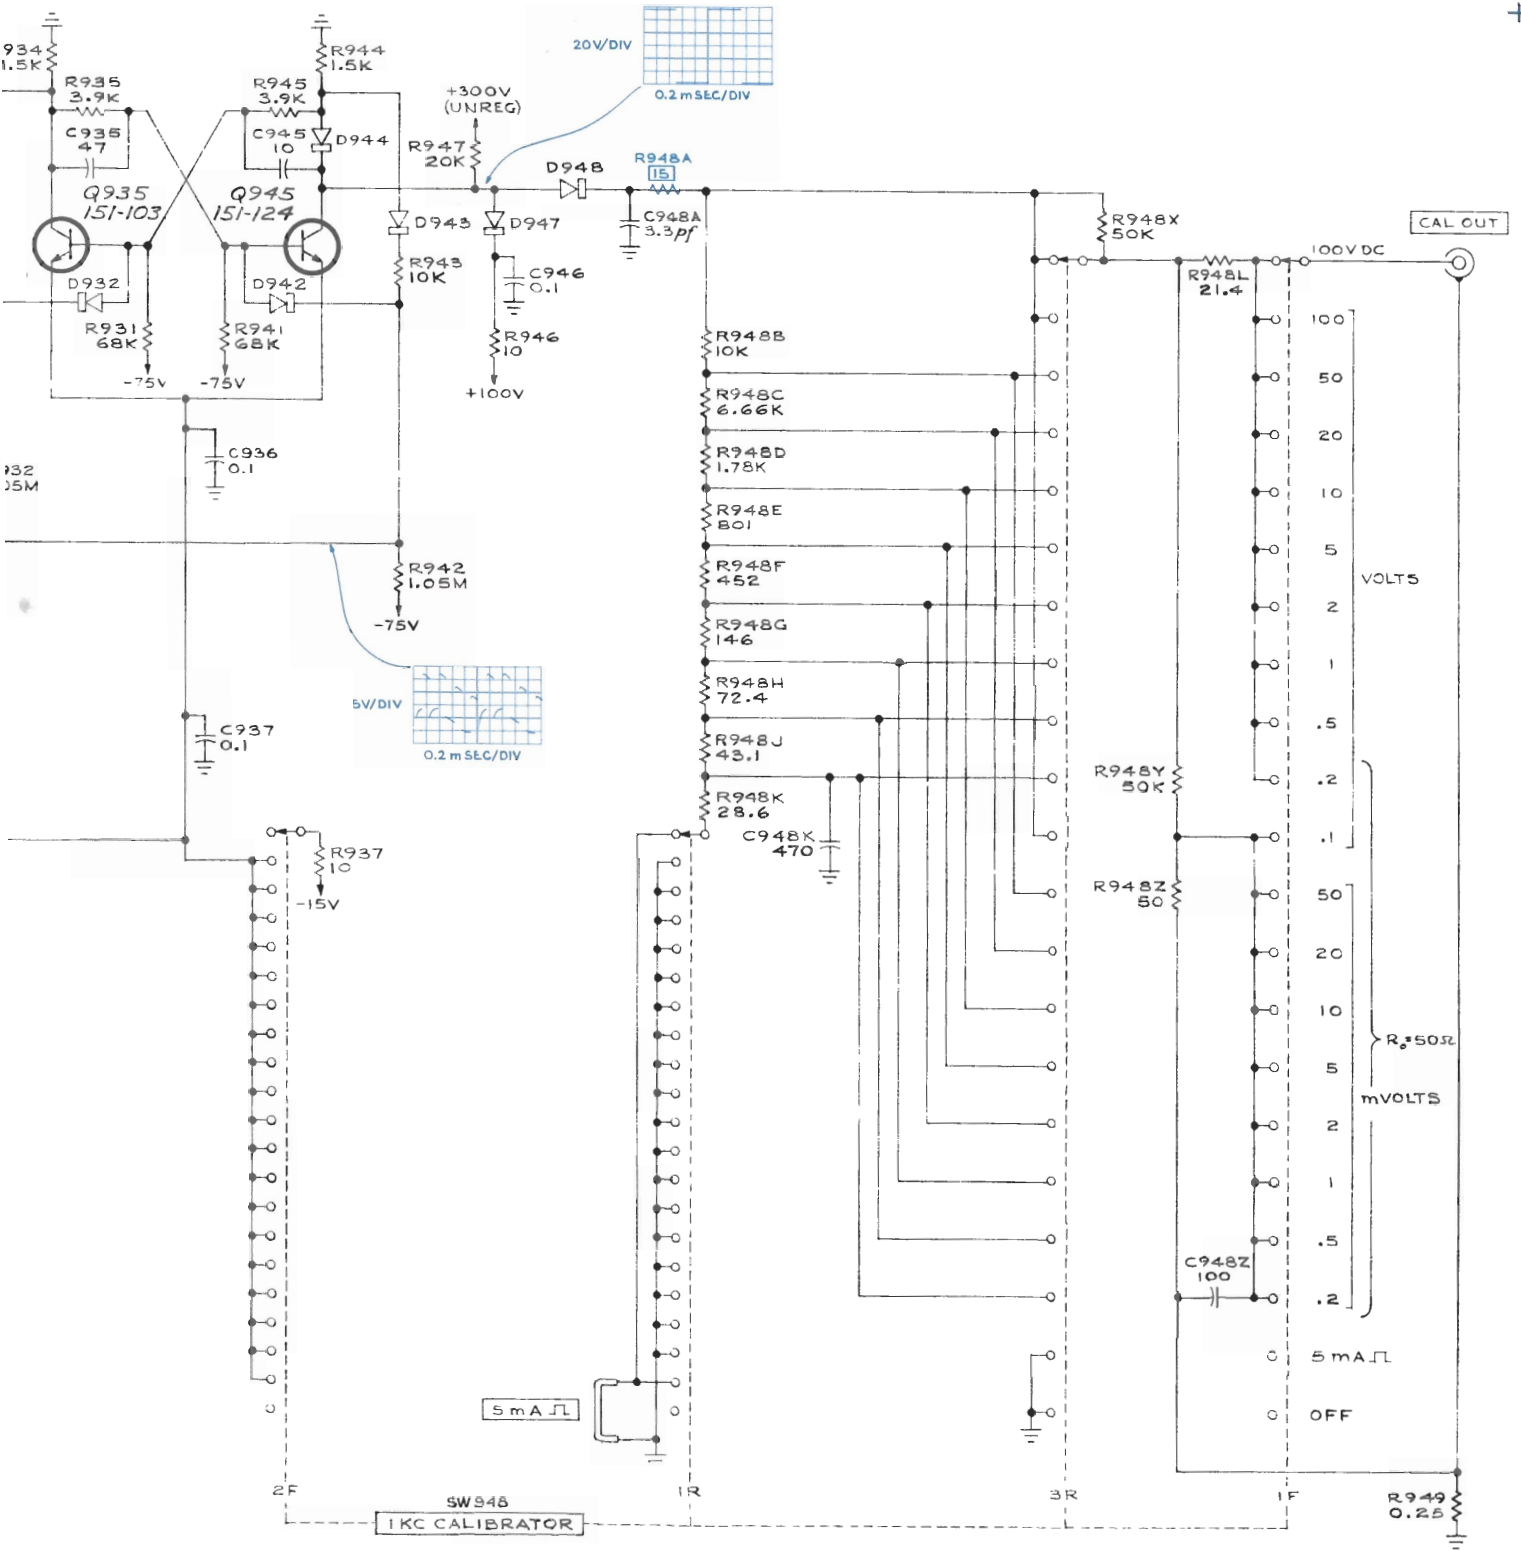 934
1.5K
R935
3.9K
C935
47
Q935
151-103
D932
R931
68K
-75V
R944
1.5K
R945
3.9K
C945
10
D944
Q945
151-124
D942
R941
68K
-75V
D943
R943
10K
+300V
(UNREG)
R947
20K
20V/DIV
0.2 mSEC/DIV
D948
R948A
15
D947
C946
0.1
R946
10
+100V
C948A
3.3pf
R948X
50K
CAL OUT
100V DC
R948L
21.4
R948B
10K
R948C
6.66K
R948D
1.78K
R948E
801
R948F
452
R948G
146
R948H
72.4
R948J
43.1
R948K
28.6
C948K
470
C936
0.1
932
05M
R942
1.05M
-75V
5V/DIV
0.2 mSEC/DIV
C937
0.1
R937
10
-15V
R948Y
50K
R948Z
50
C948Z
100
100
50
20
10
5
2
1
.5
.2
.1
VOLTS
50
20
10
5
2
1
.5
.2
mVOLTS
R₀=50Ω
5 mA
OFF
5 mA
2F
1R
3R
1F
SW948
1KC CALIBRATOR
R949
0.25